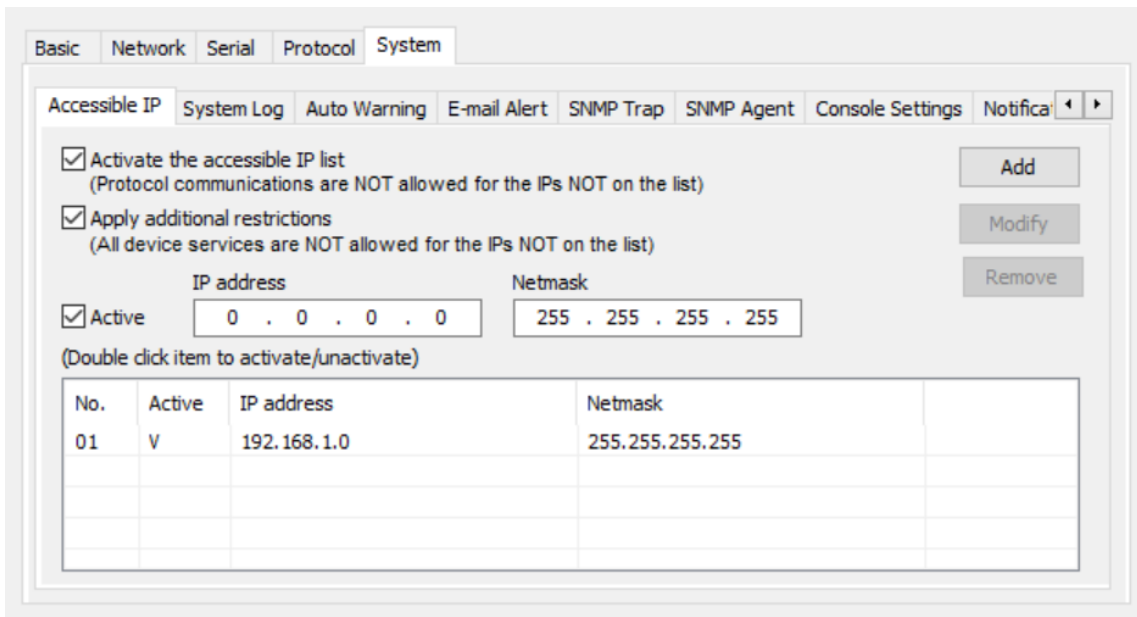 Basic Network Serial Protocol System
Accessible IP System Log Auto Warning E-mail Alert SNMP Trap SNMP Agent Console Settings Notificat
Activate the accessible IP list
(Protocol communications are NOT allowed for the IPs NOT on the list)
Add
Apply additional restrictions
(All device services are NOT allowed for the IPs NOT on the list)
Modify
Remove
IP address Netmask
Active 0 . 0 . 0 . 0 255 . 255 . 255 . 255
(Double click item to activate/unactivate)
No. Active IP address Netmask
01 V 192.168.1.0 255.255.255.255